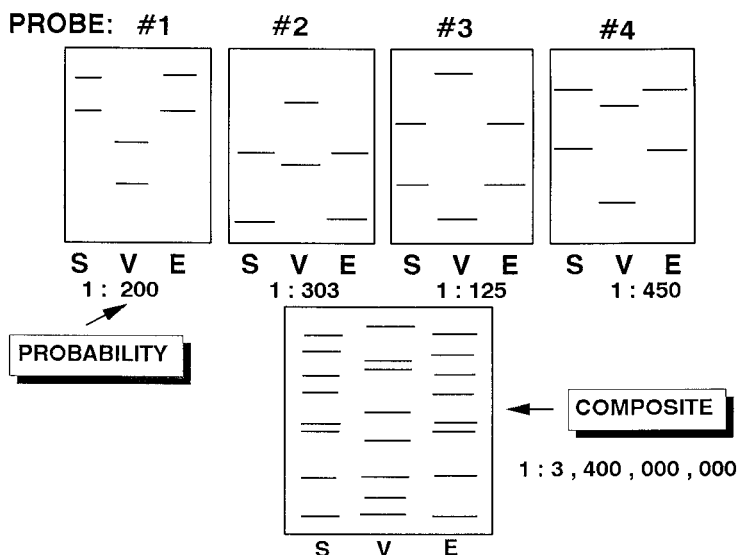 PROBE: #1 #2 #3 #4
S V E S V E S V E S V E
1 : 200 1 : 303 1 : 125 1 : 450
PROBABILITY
COMPOSITE
1 : 3 , 400 , 000 , 000
S V E